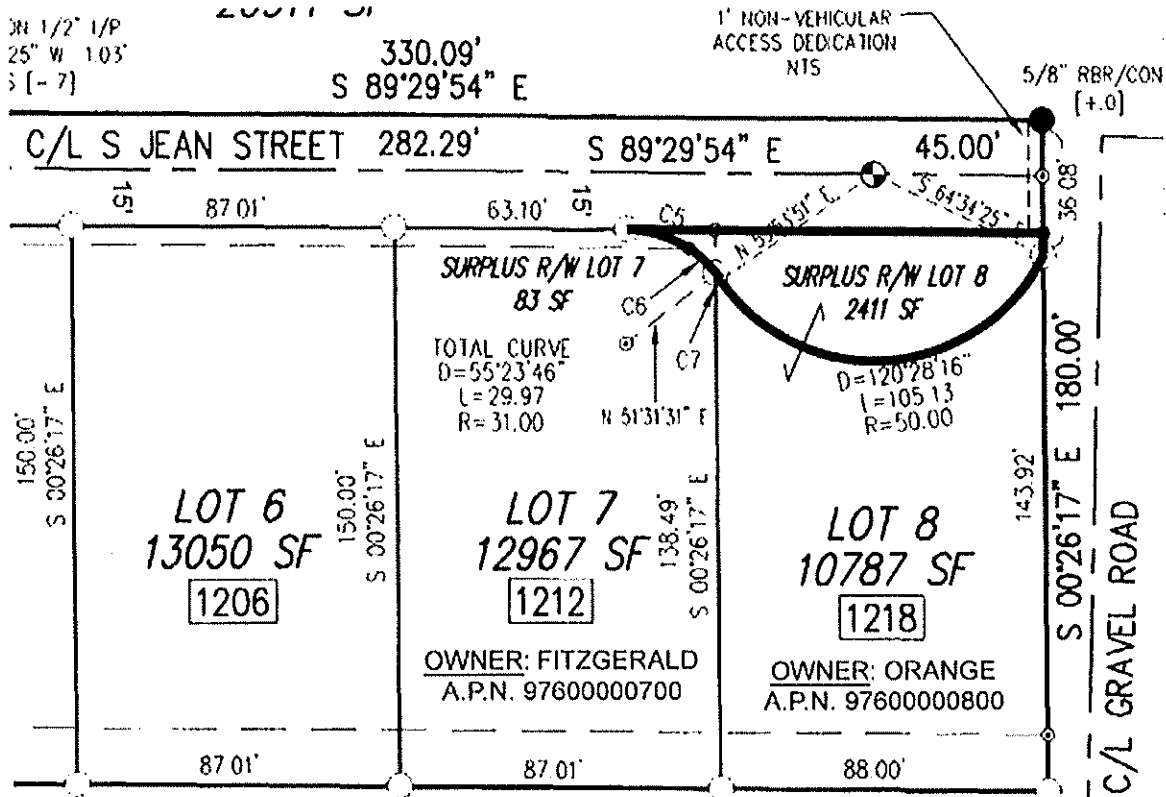 1/2" I/P
25" W 1.03'
[-7]
330.09'
S 89°29'54" E
1' NON-VEHICULAR
ACCESS DEDICATION
NTS
5/8" RBR/CON
[+.0]
C/L S JEAN STREET 282.29' S 89°29'54" E 45.00'
15'
87.01'
63.10'
15'
C5
S 64°34'25" E
36.08'
SURPLUS R/W LOT 7
83 SF
C6
C7
SURPLUS R/W LOT 8
2411 SF
TOTAL CURVE
D=55°23'46"
L=29.97
R=31.00
N 51°31'31" E
D=120°28'16"
L=105.13
R=50.00
150.00'
S 00°26'17" E
LOT 6
13050 SF
1206
150.00'
S 00°26'17" E
LOT 7
12967 SF
1212
OWNER: FITZGERALD
A.P.N. 97600000700
138.49'
S 00°26'17" E
LOT 8
10787 SF
1218
OWNER: ORANGE
A.P.N. 97600000800
143.92'
S 00°26'17" E 180.00'
C/L GRAVEL ROAD
87.01'
87.01'
88.00'